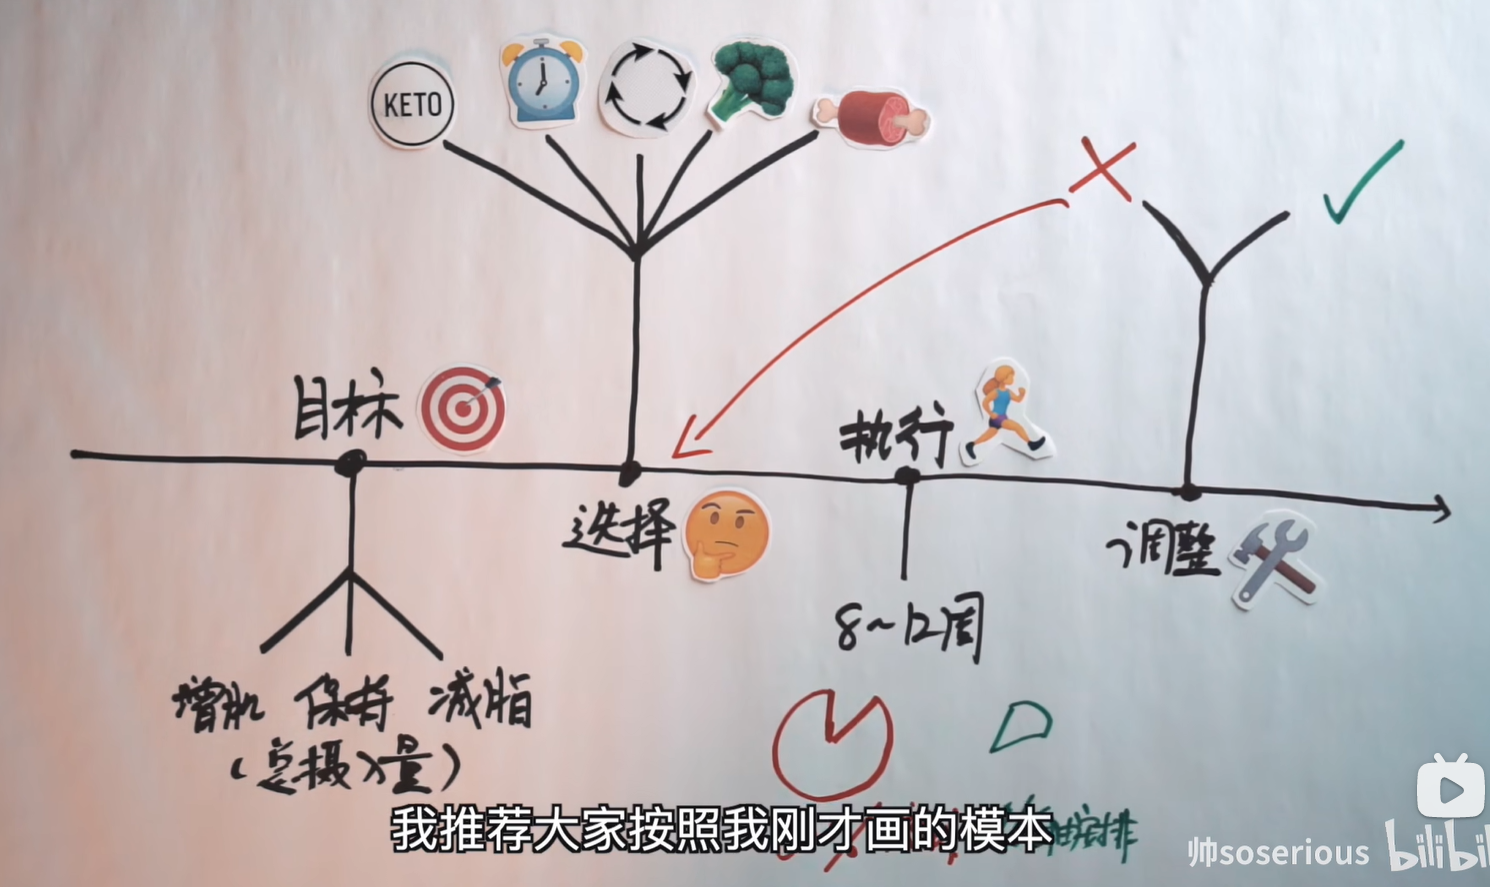 KETO
目标
执行
选择
调整
8~12周
增肌 保持 减脂
(总摄入量)
我推荐大家按照我刚才画的模本
帅soserious
bilibili